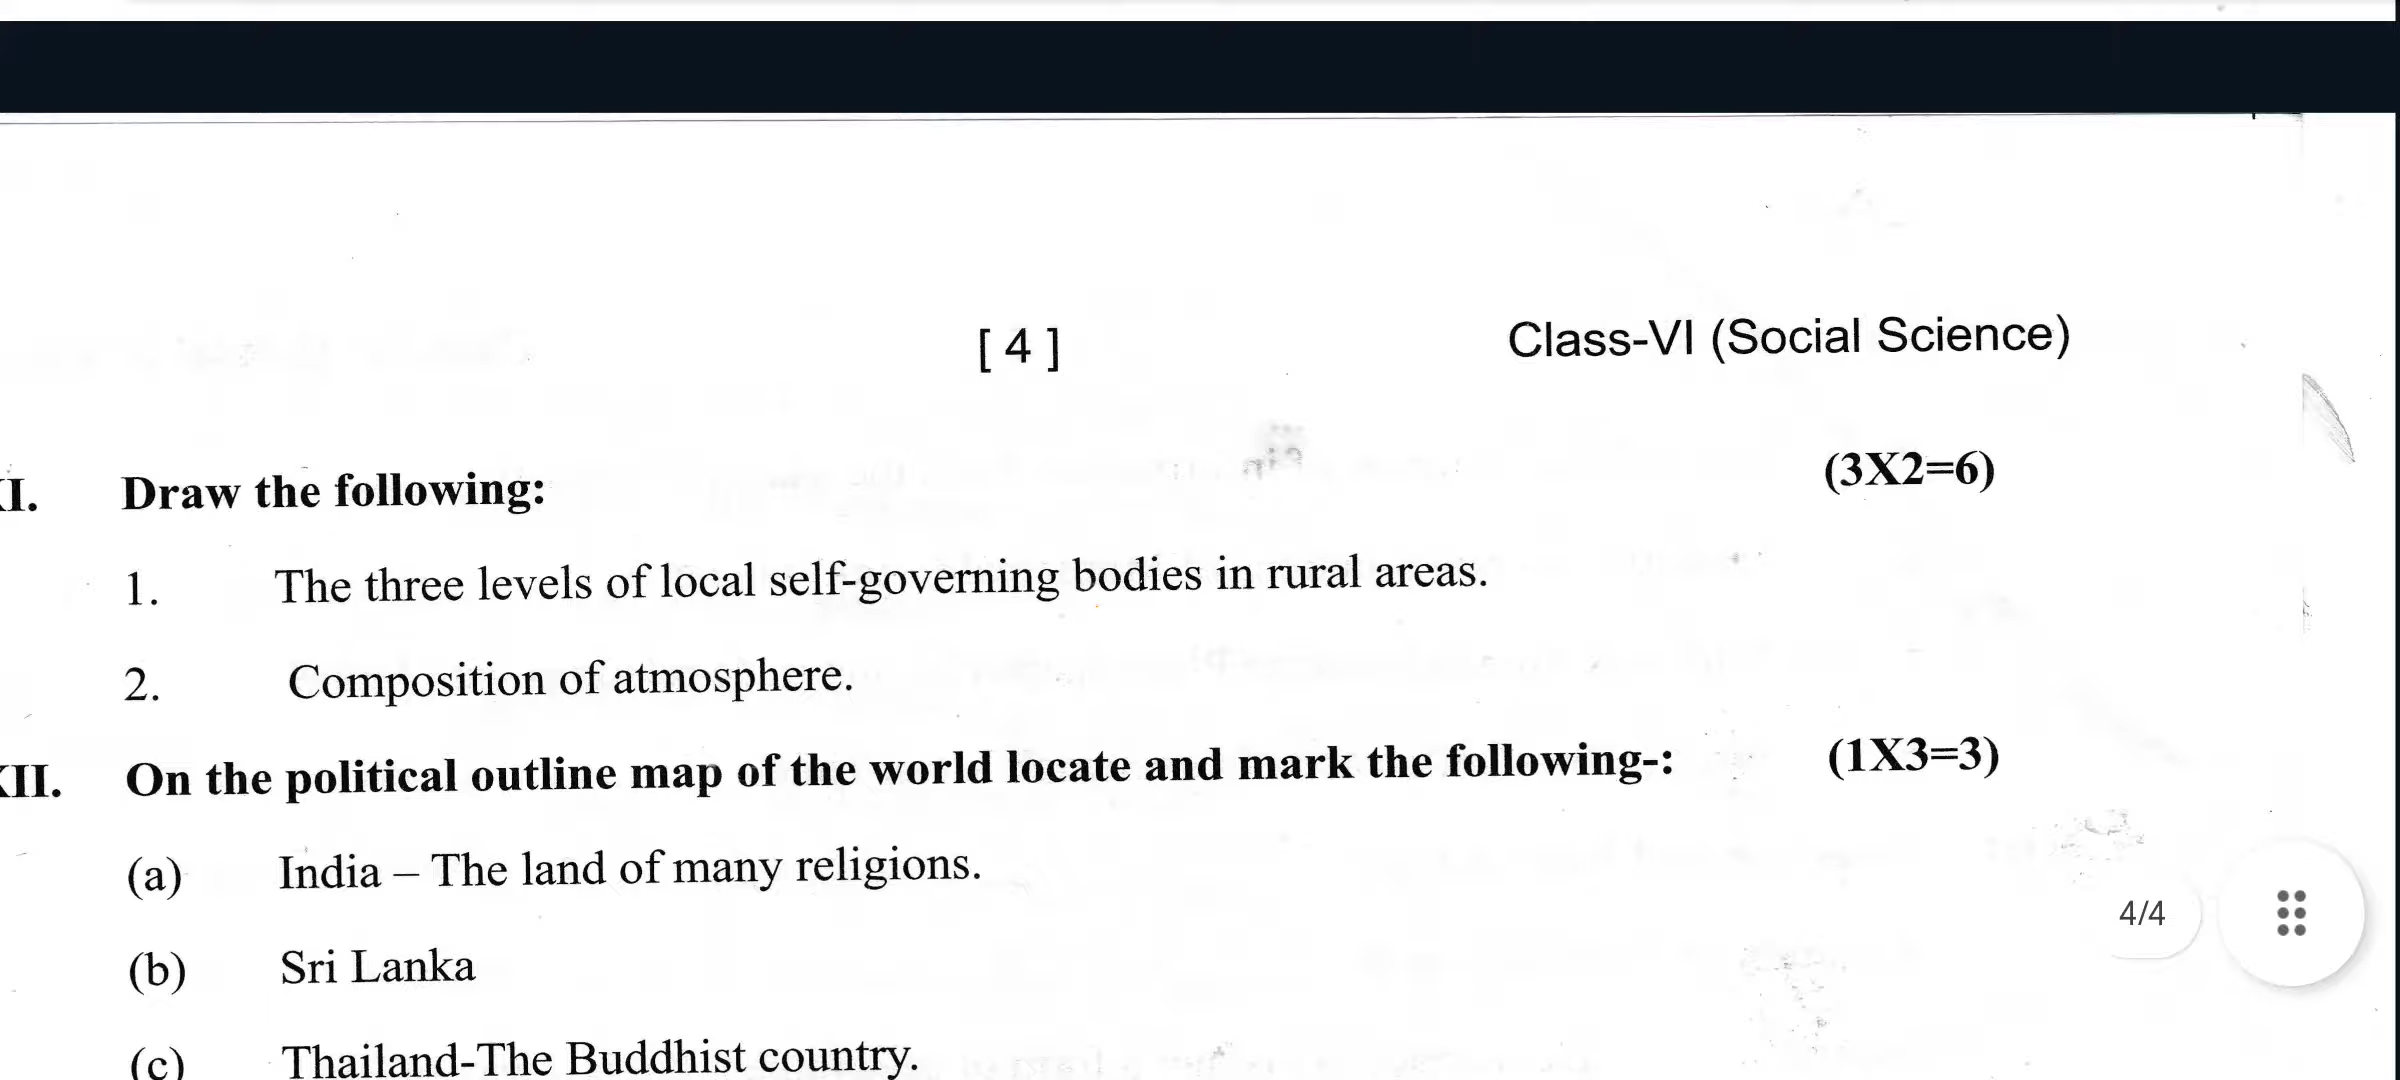 [ 4 ] Class-VI (Social Science)
I. Draw the following: (3X2=6)
1. The three levels of local self-governing bodies in rural areas.
2. Composition of atmosphere.
II. On the political outline map of the world locate and mark the following-: (1X3=3)
(a) India – The land of many religions.
(b) Sri Lanka
4/4
(c) Thailand-The Buddhist country.